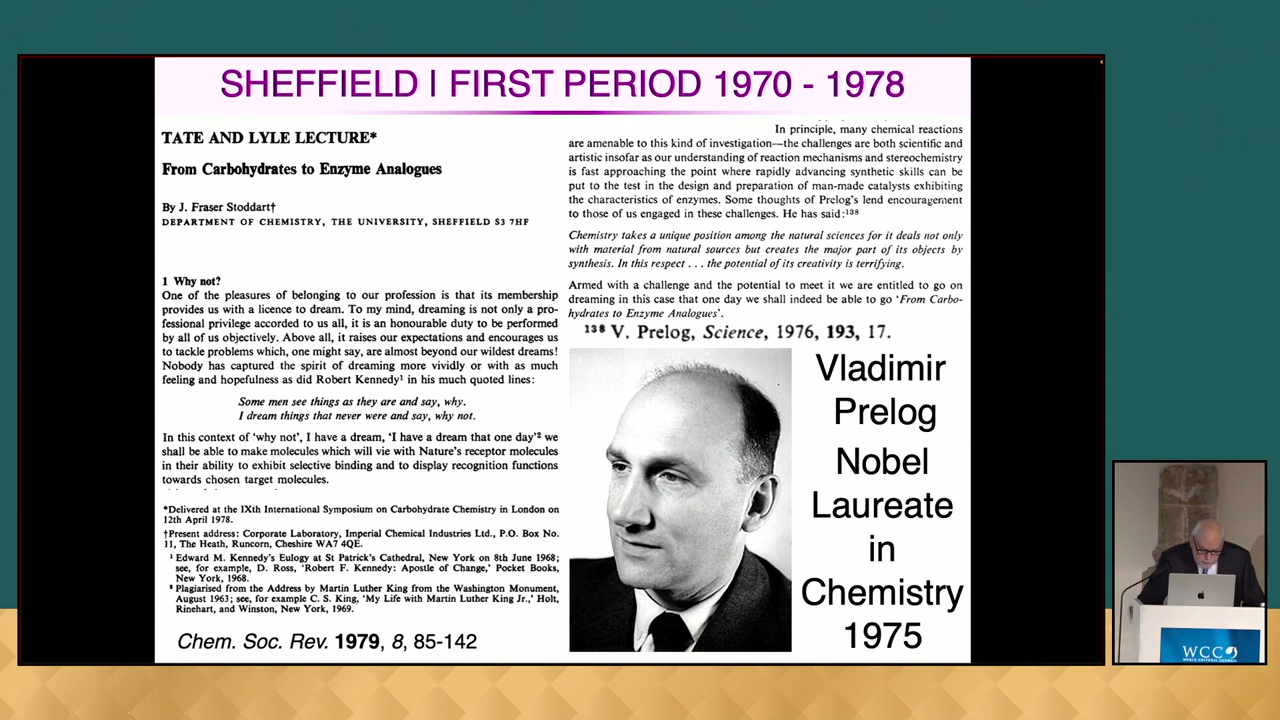 SHEFFIELD | FIRST PERIOD 1970 - 1978
TATE AND LYLE LECTURE*
From Carbohydrates to Enzyme Analogues
By J. Fraser Stoddart†
DEPARTMENT OF CHEMISTRY, THE UNIVERSITY, SHEFFIELD S3 7HF
1 Why not?
One of the pleasures of belonging to our profession is that its membership
provides us with a licence to dream. To my mind, dreaming is not only a pro-
fessional privilege accorded to us all, it is an honourable duty to be performed
by all of us objectively. Above all, it raises our expectations and encourages us
to tackle problems which, one might say, are almost beyond our wildest dreams!
Nobody has captured the spirit of dreaming more vividly or with as much
feeling and hopefulness as did Robert Kennedy¹ in his much quoted lines:
Some men see things as they are and say, why.
I dream things that never were and say, why not.
In this context of 'why not', I have a dream, 'I have a dream that one day'² we
shall be able to make molecules which will vie with Nature's receptor molecules
in their ability to exhibit selective binding and to display recognition functions
towards chosen target molecules.
*Delivered at the IXth International Symposium on Carbohydrate Chemistry in London on
12th April 1978.
†Present address: Corporate Laboratory, Imperial Chemical Industries Ltd., P.O. Box No.
11, The Heath, Runcorn, Cheshire WA7 4QE.
¹ Edward M. Kennedy's Eulogy at St Patrick's Cathedral, New York on 8th June 1968;
see, for example, D. Ross, 'Robert F. Kennedy: Apostle of Change,' Pocket Books,
New York, 1968.
² Plagiarised from the Address by Martin Luther King from the Washington Monument,
August 1963; see, for example C. S. King, 'My Life with Martin Luther King Jr.,' Holt,
Rinehart, and Winston, New York, 1969.
Chem. Soc. Rev. 1979, 8, 85-142
In principle, many chemical reactions
are amenable to this kind of investigation—the challenges are both scientific and
artistic insofar as our understanding of reaction mechanisms and stereochemistry
is fast approaching the point where rapidly advancing synthetic skills can be
put to the test in the design and preparation of man-made catalysts exhibiting
the characteristics of enzymes. Some thoughts of Prelog's lend encouragement
to those of us engaged in these challenges. He has said:¹³⁸
Chemistry takes a unique position among the natural sciences for it deals not only
with material from natural sources but creates the major part of its objects by
synthesis. In this respect . . . the potential of its creativity is terrifying.
Armed with a challenge and the potential to meet it we are entitled to go on
dreaming in this case that one day we shall indeed be able to go 'From Carbo-
hydrates to Enzyme Analogues'.
¹³⁸ V. Prelog, Science, 1976, 193, 17.
Vladimir
Prelog
Nobel
Laureate
in
Chemistry
1975
WCC
WORLD CULTURAL COUNCIL